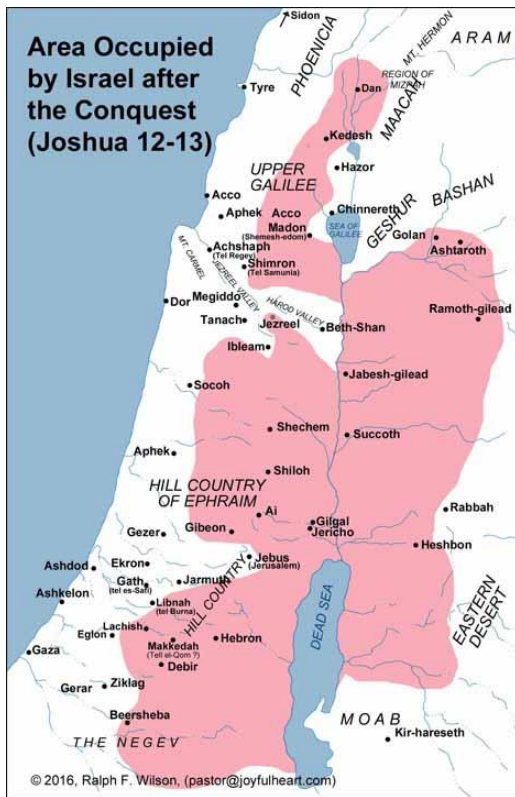 Area Occupied
by Israel after
the Conquest
(Joshua 12-13)
Sidon
PHOENICIA
MT. HERMON
ARAM
Tyre
Dan
REGION OF
MIZPAH
MAACAH
Kedesh
Hazor
UPPER
GALILEE
Acco
Aphek
Acco
Chinnereth
SEA OF
GALILEE
GESHUR
BASHAN
Madon
(Shemesh-edom)
Golan
Ashtaroth
Achshaph
(Tel Regev)
Shimron
(Tel Samunia)
MT. CARMEL
JEZREEL VALLEY
HAROD VALLEY
Dor
Megiddo
Tanach
Jezreel
Beth-Shan
Ramoth-gilead
Ibleam
Jabesh-gilead
Socoh
Shechem
Succoth
Aphek
Shiloh
HILL COUNTRY
OF EPHRAIM
Ai
Gilgal
Jericho
Rabbah
Gezer
Gibeon
Heshbon
Jebus
(Jerusalem)
Ashdod
Ekron
Gath
(tel es-Safi)
Jarmuth
HILL COUNTRY
Ashkelon
Libnah
(tel Burna)
DEAD SEA
EASTERN
DESERT
Lachish
Eglon
Makkedah
(Tell el-Qom ?)
Hebron
Gaza
Debir
Gerar
Ziklag
Beersheba
MOAB
THE NEGEV
Kir-hareseth
© 2016, Ralph F. Wilson, (pastor@joyfulheart.com)